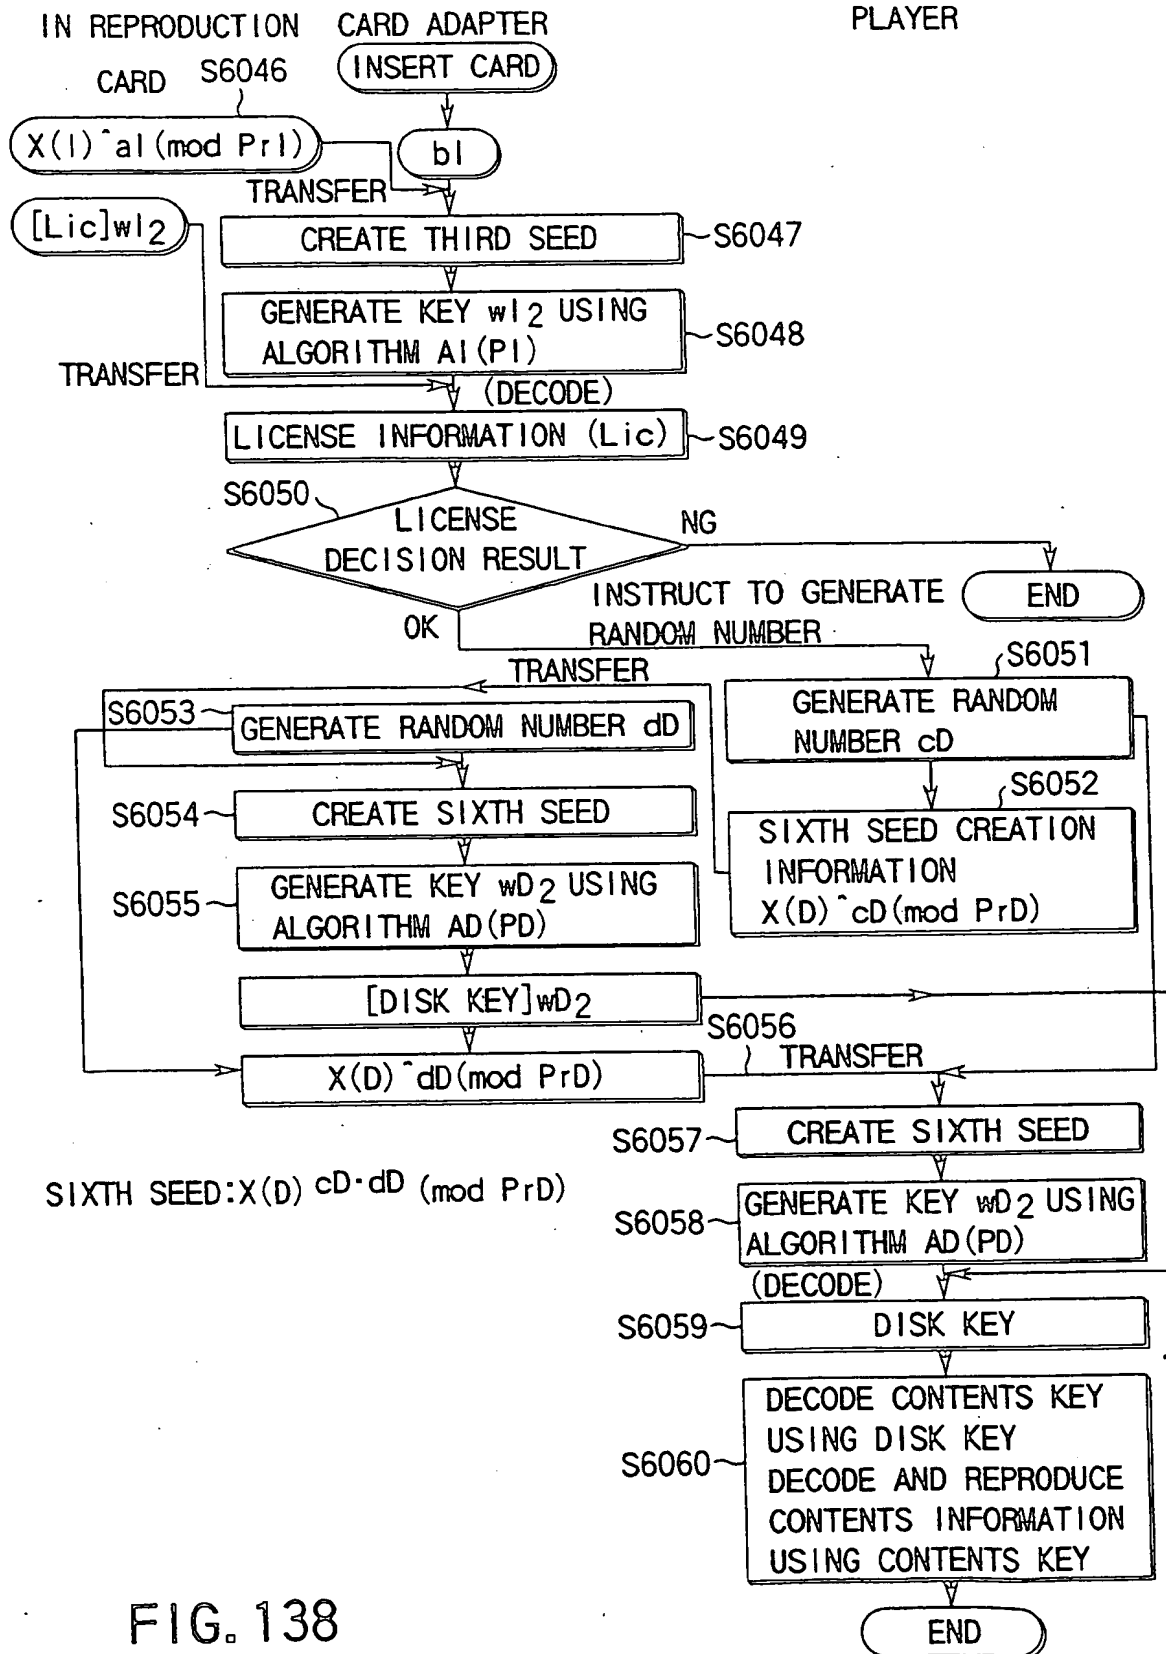 IN REPRODUCTION
CARD ADAPTER
PLAYER
INSERT CARD
CARD
S6046
X(I)^aI(mod PrI)
bI
TRANSFER
[Lic]wI2
CREATE THIRD SEED
S6047
GENERATE KEY wI2 USING
ALGORITHM AI(PI)
S6048
TRANSFER
(DECODE)
LICENSE INFORMATION (Lic)
S6049
S6050
LICENSE
DECISION RESULT
NG
END
OK
INSTRUCT TO GENERATE
RANDOM NUMBER
TRANSFER
S6051
GENERATE RANDOM
NUMBER cD
S6053
GENERATE RANDOM NUMBER dD
S6052
SIXTH SEED CREATION
INFORMATION
X(D)^cD(mod PrD)
S6054
CREATE SIXTH SEED
S6055
GENERATE KEY wD2 USING
ALGORITHM AD(PD)
[DISK KEY]wD2
S6056
TRANSFER
X(D)^dD(mod PrD)
S6057
CREATE SIXTH SEED
SIXTH SEED:X(D) cD·dD (mod PrD)
S6058
GENERATE KEY wD2 USING
ALGORITHM AD(PD)
(DECODE)
S6059
DISK KEY
S6060
DECODE CONTENTS KEY
USING DISK KEY
DECODE AND REPRODUCE
CONTENTS INFORMATION
USING CONTENTS KEY
END
FIG. 138